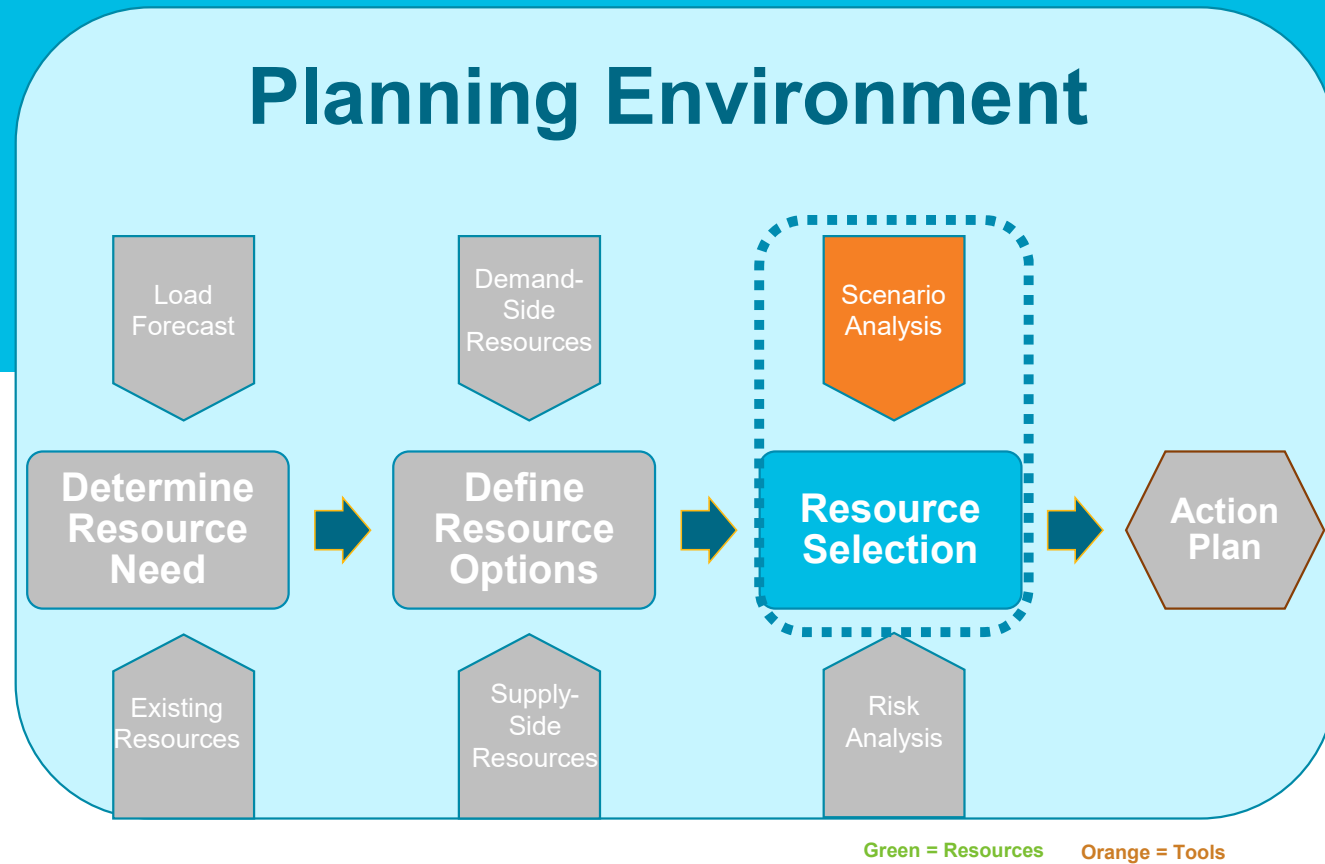 Planning Environment
Load
Forecast
Demand-
Side
Resources
Scenario
Analysis
Determine
Resource
Need
Define
Resource
Options
Resource
Selection
Action
Plan
Existing
Resources
Supply-
Side
Resources
Risk
Analysis
Green = Resources
Orange = Tools